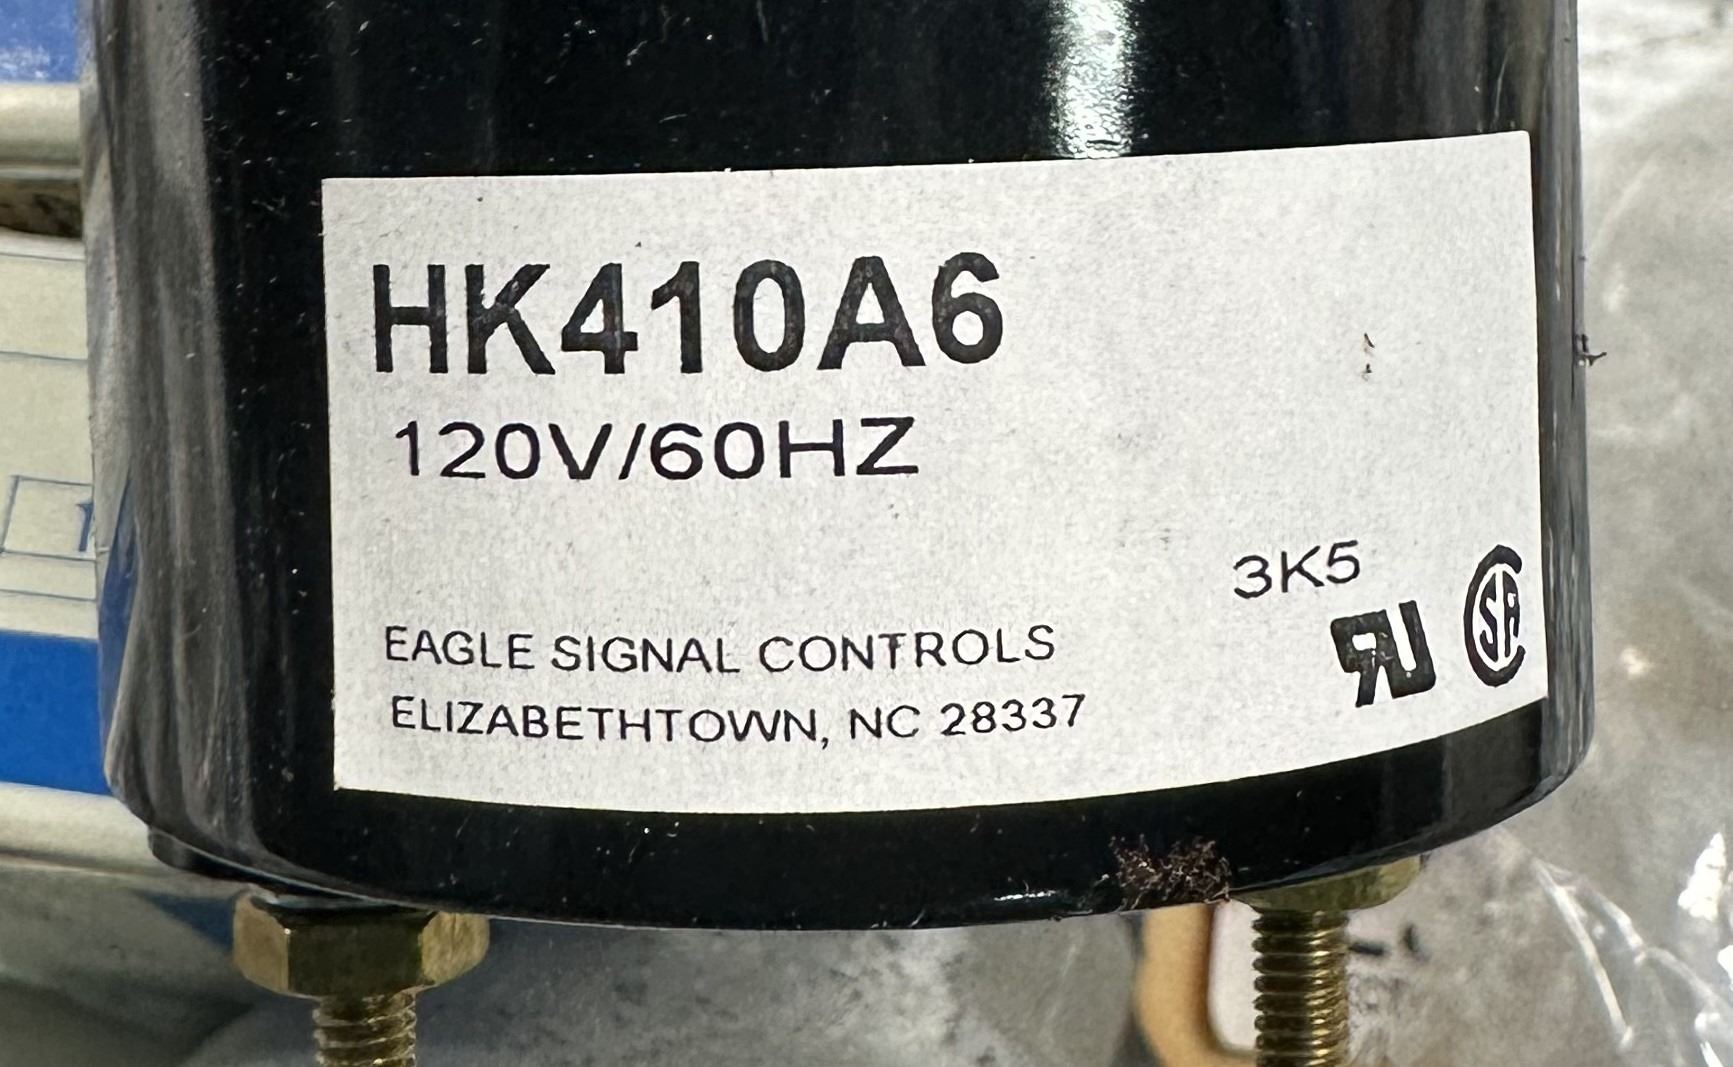 HK410A6
120V/60HZ
3K5
EAGLE SIGNAL CONTROLS
ELIZABETHTOWN, NC 28337